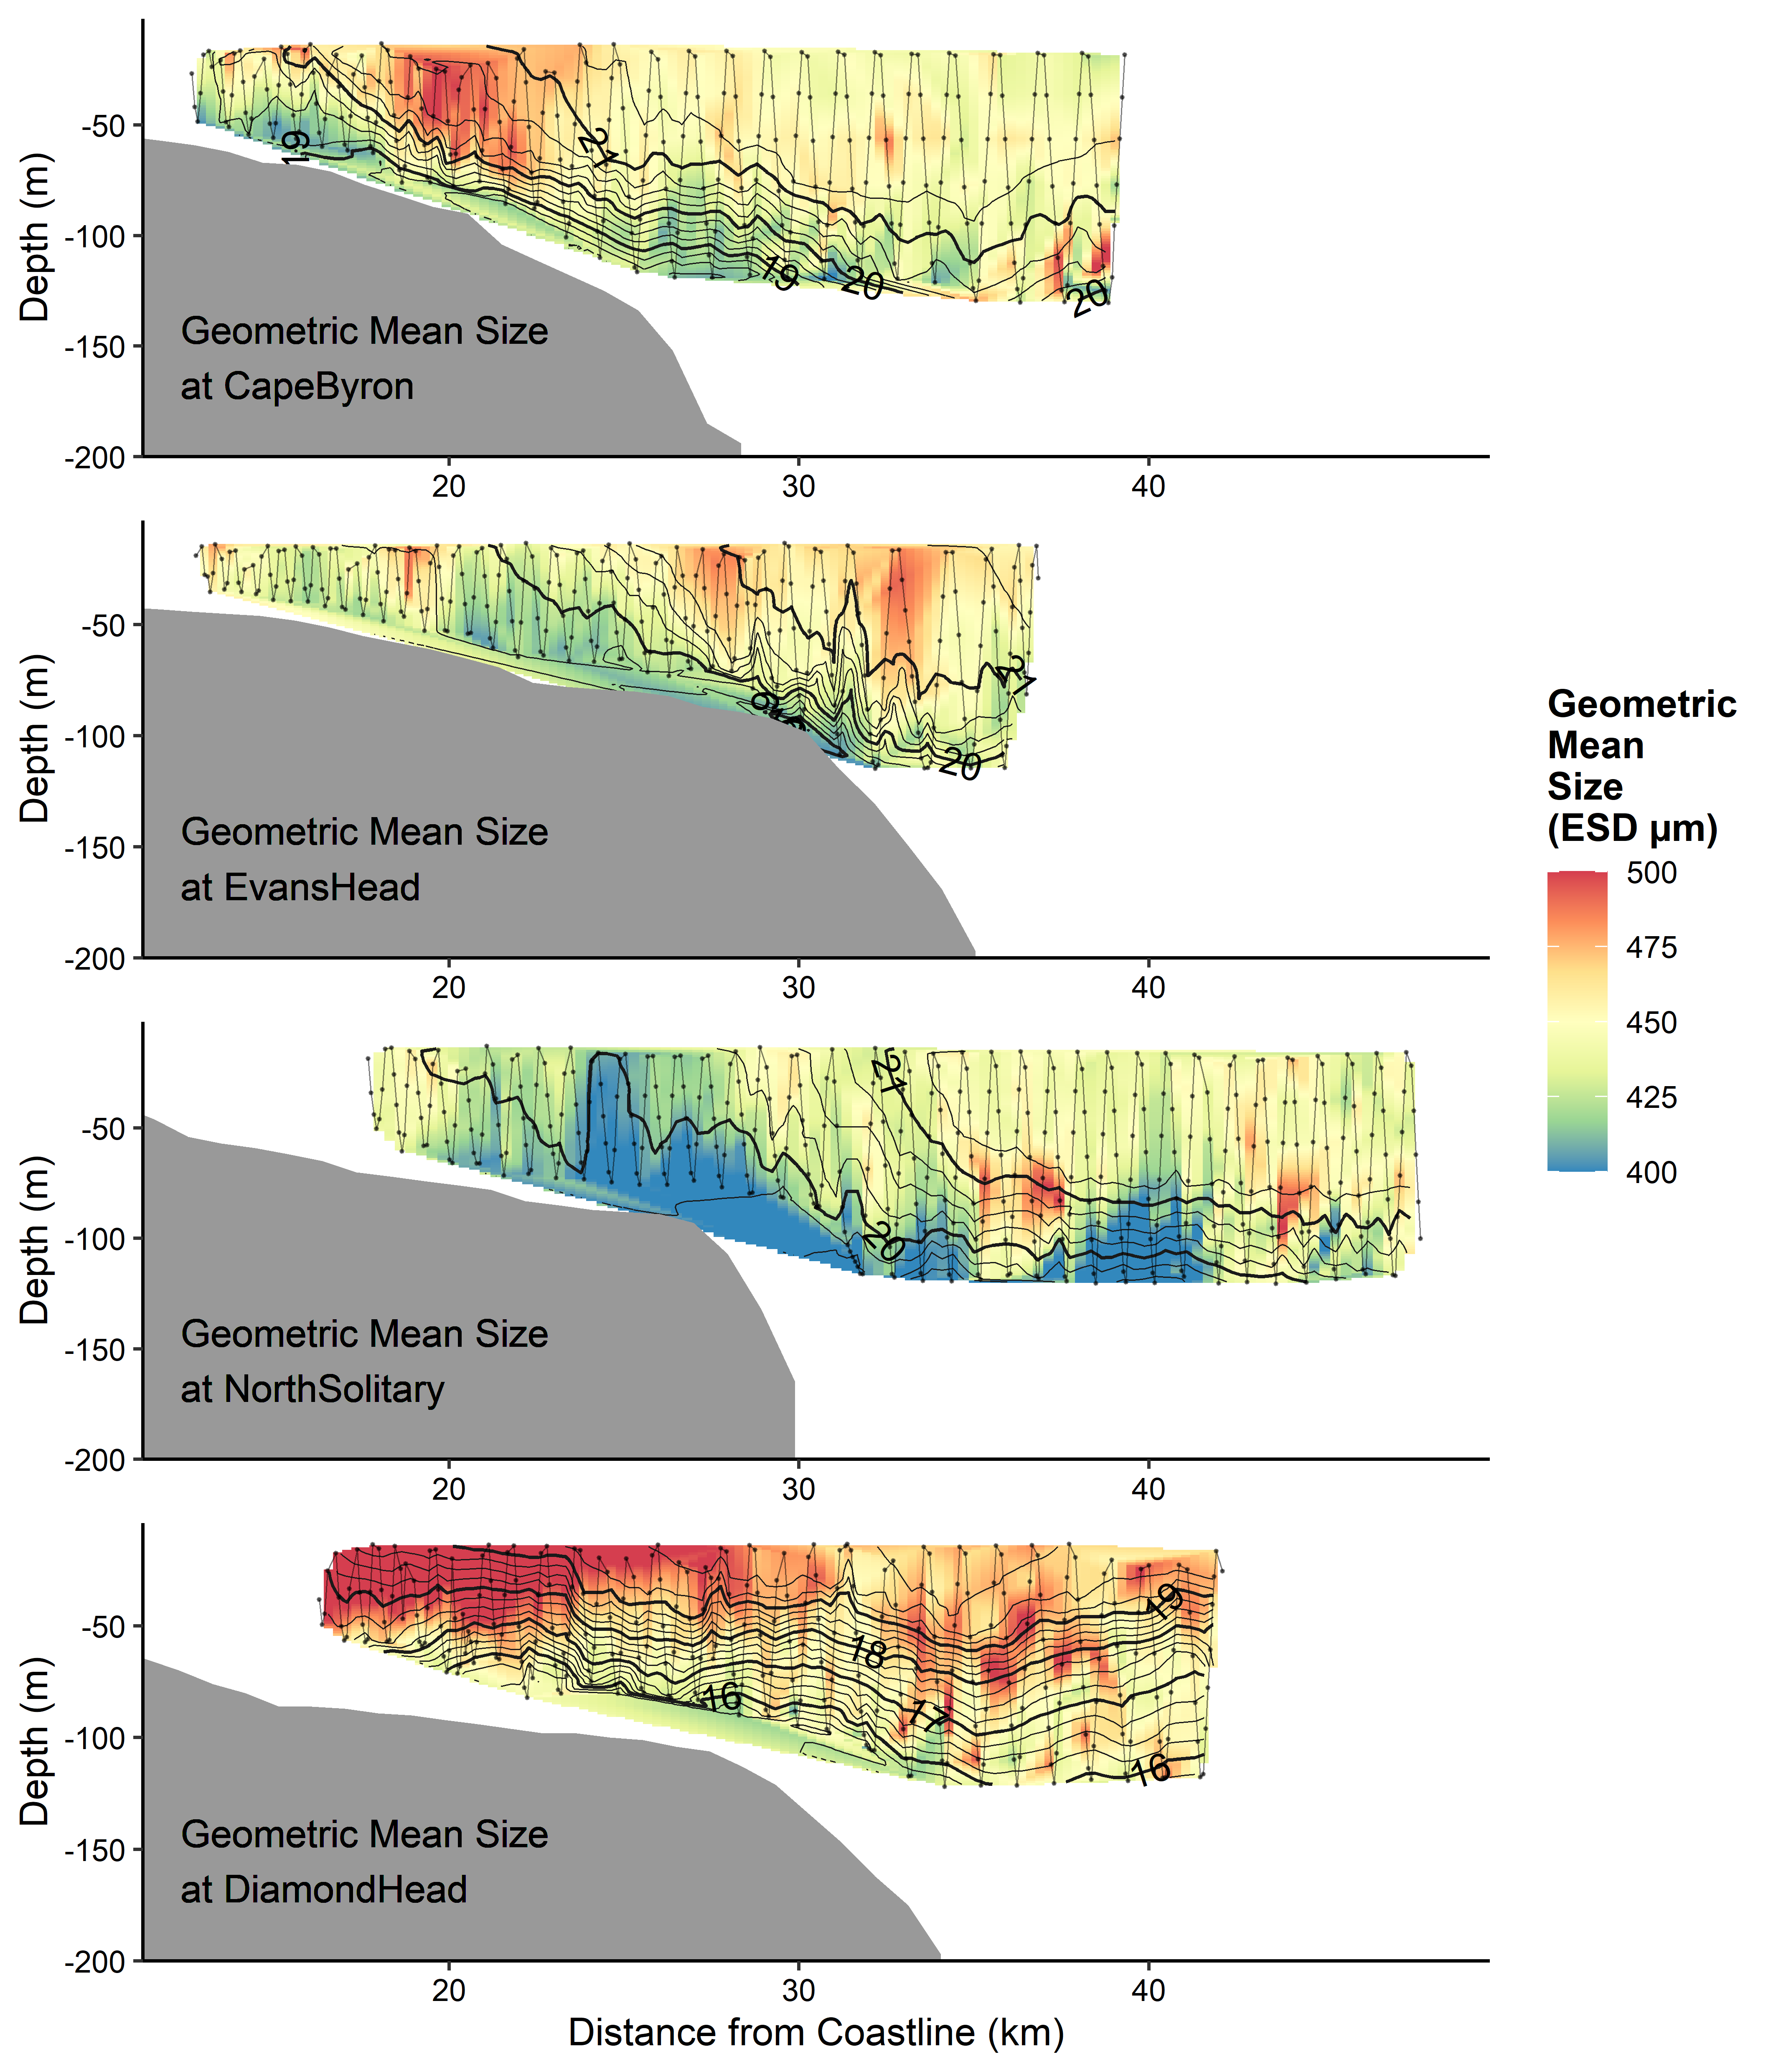 Depth (m)
-50
-100
-150
-200
19
21
19
20
20
Geometric Mean Size
at CapeByron
20
30
40
Depth (m)
-50
-100
-150
-200
21
20
Geometric Mean Size
at EvansHead
20
30
40
Geometric
Mean
Size
(ESD µm)
500
475
450
425
400
Depth (m)
-50
-100
-150
-200
21
20
Geometric Mean Size
at NorthSolitary
20
30
40
Depth (m)
-50
-100
-150
-200
19
18
16
17
16
Geometric Mean Size
at DiamondHead
20
30
40
Distance from Coastline (km)